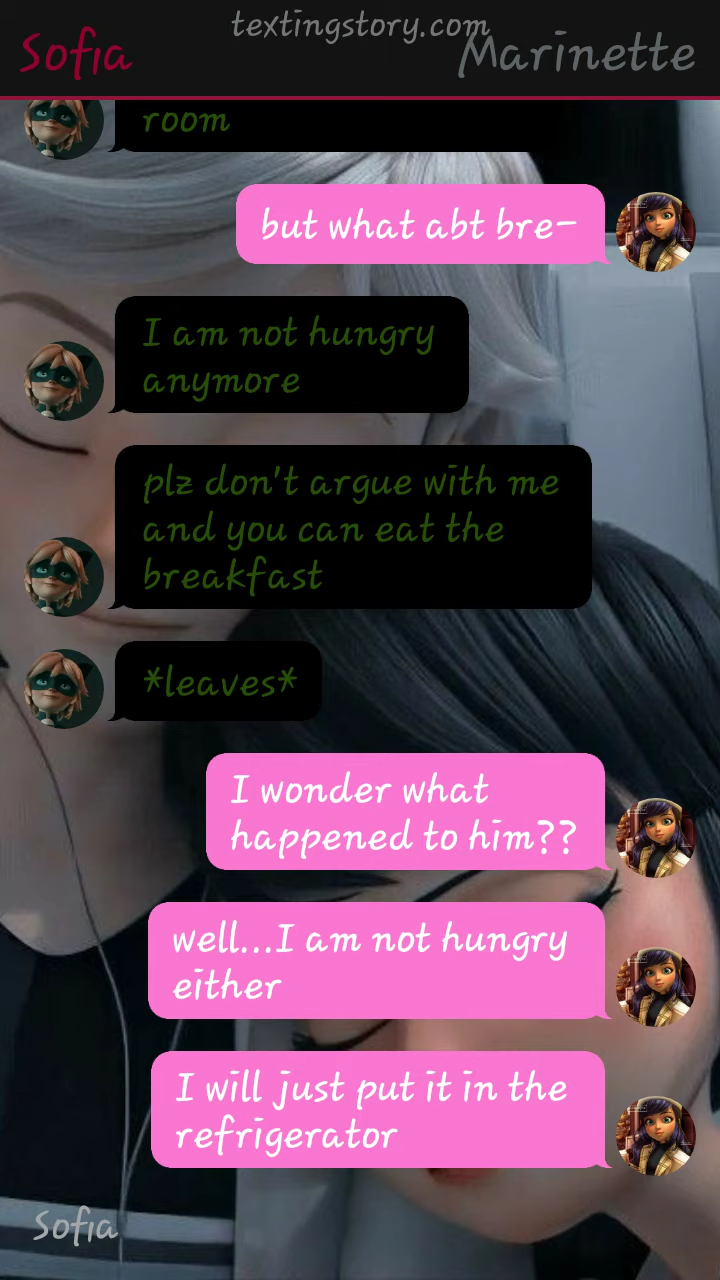 textingstory.com
Sofia
Marinette
room
but what abt bre-
I am not hungry
anymore
plz don't argue with me
and you can eat the
breakfast
*leaves*
I wonder what
happened to him??
well...I am not hungry
either
I will just put it in the
refrigerator
Sofia